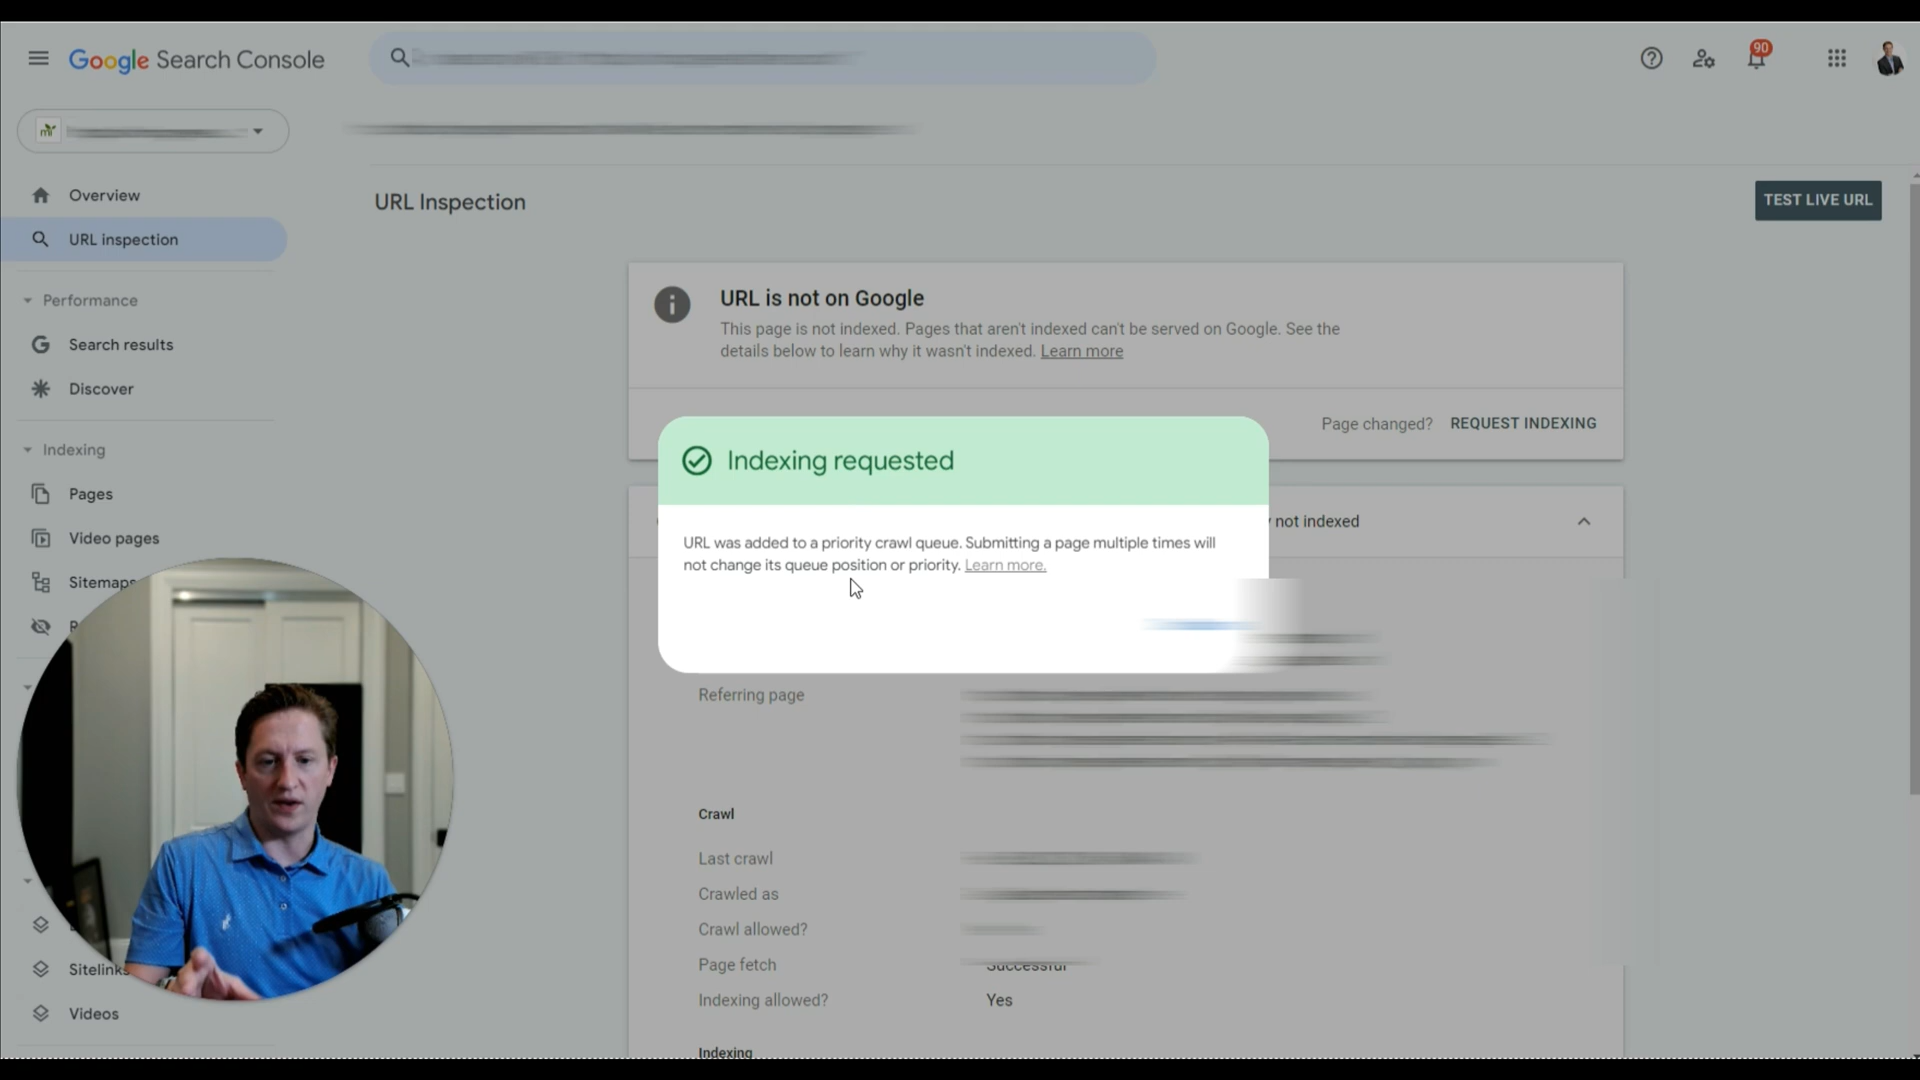 Google Search Console
90
mr
Overview
URL inspection
URL Inspection
TEST LIVE URL
Performance
Search results
Discover
URL is not on Google
This page is not indexed. Pages that aren't indexed can't be served on Google. See the
details below to learn why it wasn't indexed. Learn more
Page changed? REQUEST INDEXING
Indexing
Pages
Video pages
Sitemaps
Indexing requested
URL was added to a priority crawl queue. Submitting a page multiple times will
not change its queue position or priority. Learn more.
not indexed
Referring page
Crawl
Last crawl
Crawled as
Crawl allowed?
Page fetch
Successful
Indexing allowed?
Yes
Indexing
Sitelinks
Videos